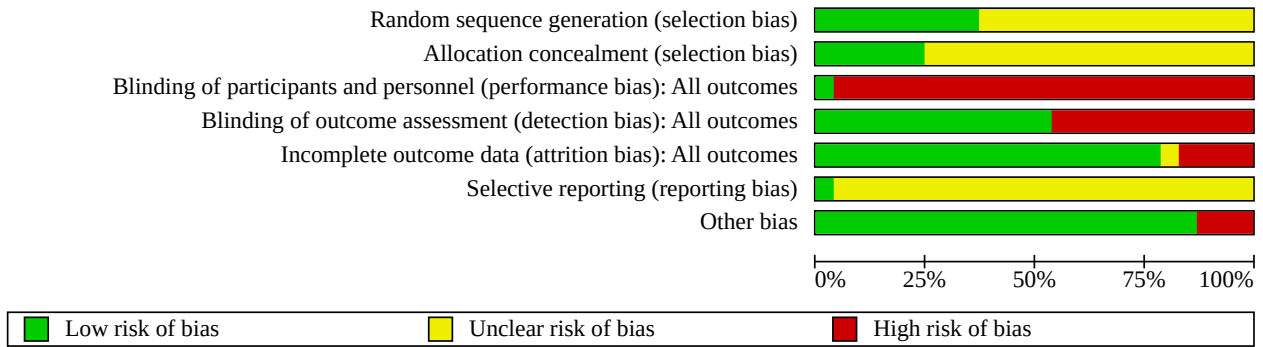 Random sequence generation (selection bias)
Allocation concealment (selection bias)
Blinding of participants and personnel (performance bias): All outcomes
Blinding of outcome assessment (detection bias): All outcomes
Incomplete outcome data (attrition bias): All outcomes
Selective reporting (reporting bias)
Other bias
0% 25% 50% 75% 100%
Low risk of bias Unclear risk of bias High risk of bias